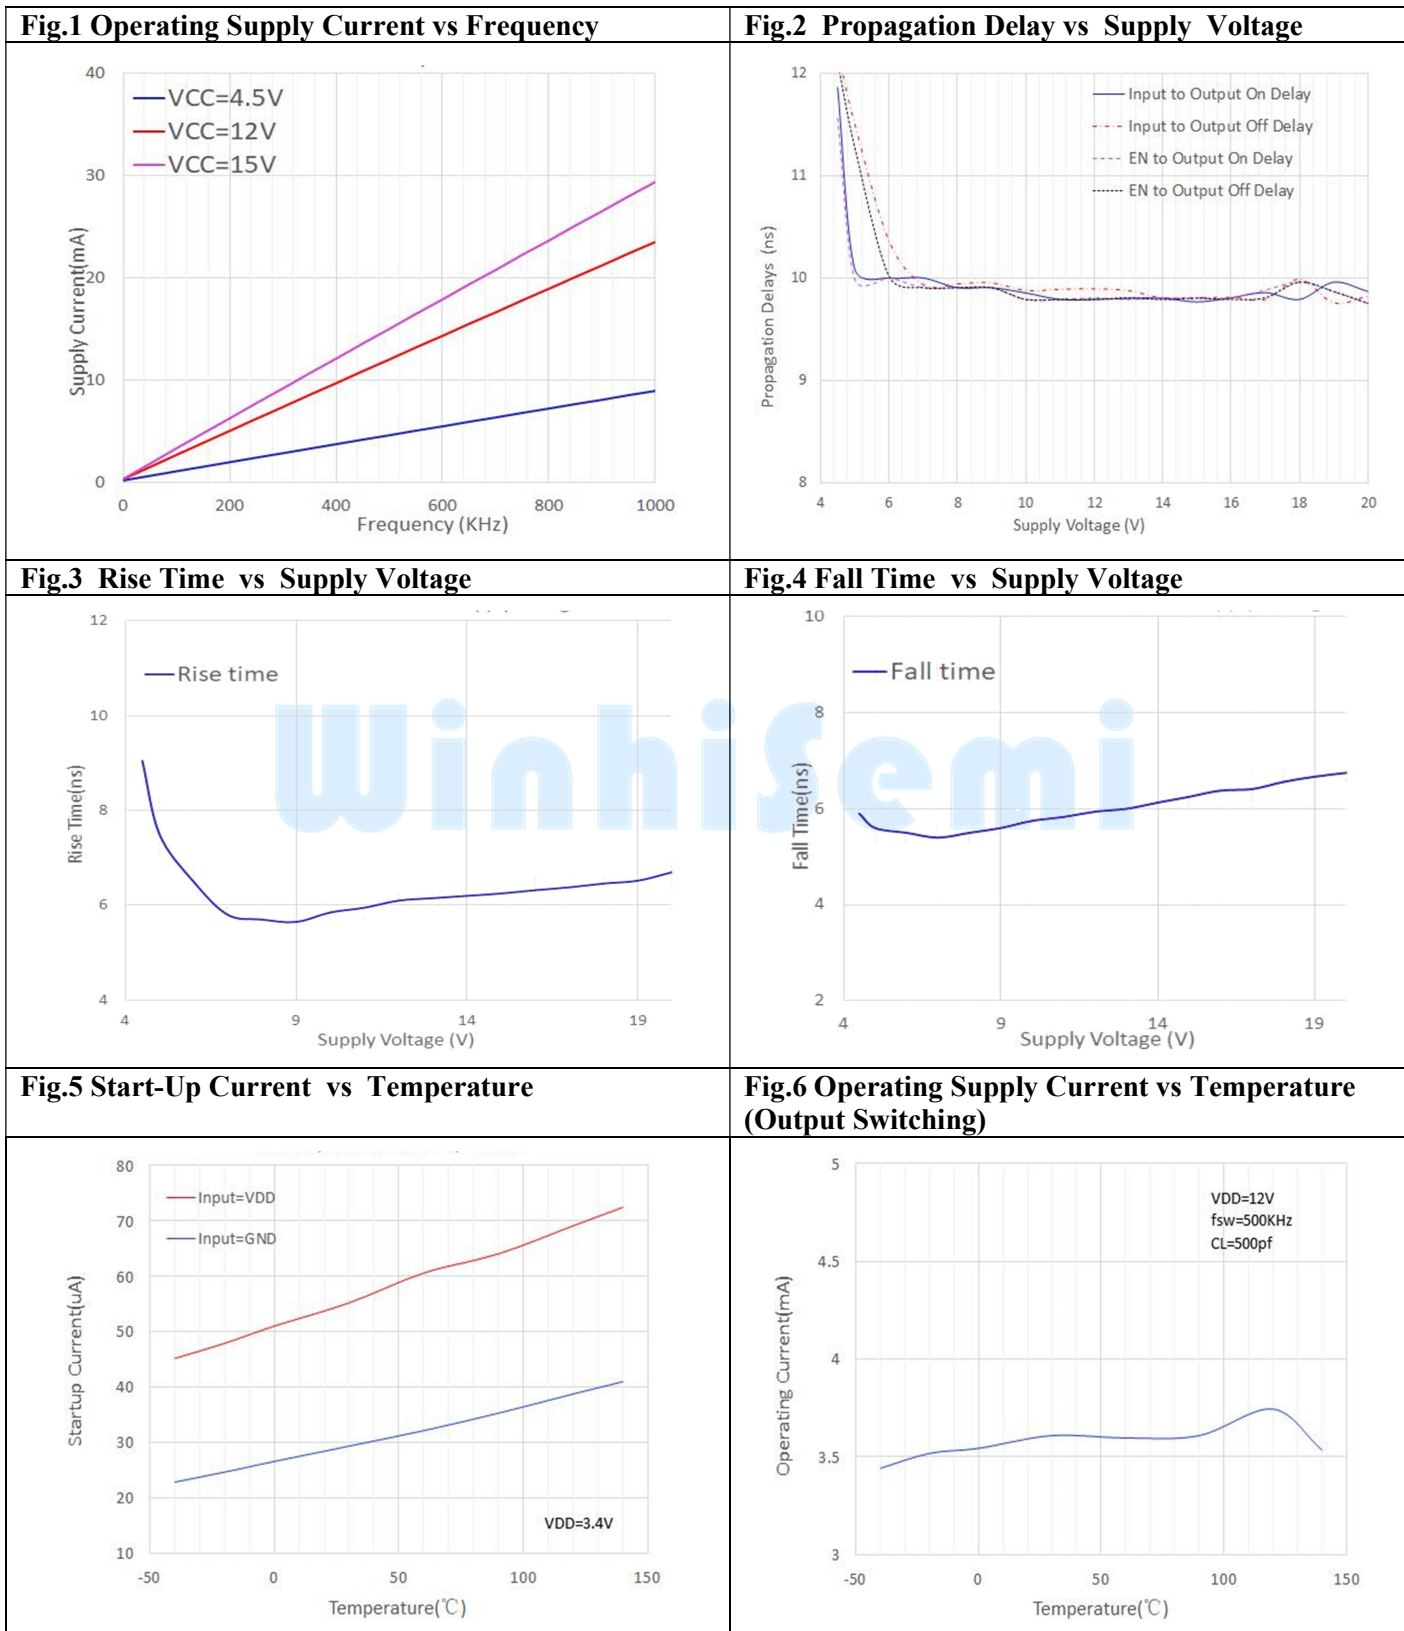 Fig.1 Operating Supply Current vs Frequency
40
30
20
10
0
VCC=4.5V
VCC=12V
VCC=15V
Supply Current(mA)
0 200 400 600 800 1000
Frequency (KHz)
Fig.2 Propagation Delay vs Supply Voltage
12
11
10
9
8
Input to Output On Delay
Input to Output Off Delay
EN to Output On Delay
EN to Output Off Delay
Propagation Delays (ns)
4 6 8 10 12 14 16 18 20
Supply Voltage (V)
Fig.3 Rise Time vs Supply Voltage
12
10
8
6
4
Rise time
Rise Time(ns)
4 9 14 19
Supply Voltage (V)
Fig.4 Fall Time vs Supply Voltage
10
8
6
4
2
Fall time
Fall Time(ns)
4 9 14 19
Supply Voltage (V)
WinhiSemi
Fig.5 Start-Up Current vs Temperature
80
70
60
50
40
30
20
10
Input=VDD
Input=GND
Startup Current(uA)
VDD=3.4V
-50 0 50 100 150
Temperature(℃)
Fig.6 Operating Supply Current vs Temperature
(Output Switching)
5
4.5
4
3.5
3
VDD=12V
fsw=500KHz
CL=500pf
Operating Current(mA)
-50 0 50 100 150
Temperature(℃)